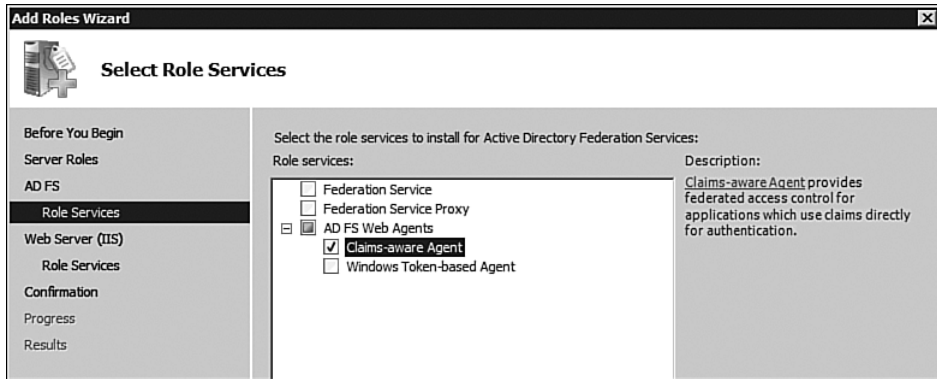 Add Roles Wizard
Select Role Services
Before You Begin
Server Roles
AD FS
Role Services
Web Server (IIS)
Role Services
Confirmation
Progress
Results
Select the role services to install for Active Directory Federation Services:
Role services:
Federation Service
Federation Service Proxy
AD FS Web Agents
Claims-aware Agent
Windows Token-based Agent
Description:
Claims-aware Agent provides
federated access control for
applications which use claims directly
for authentication.